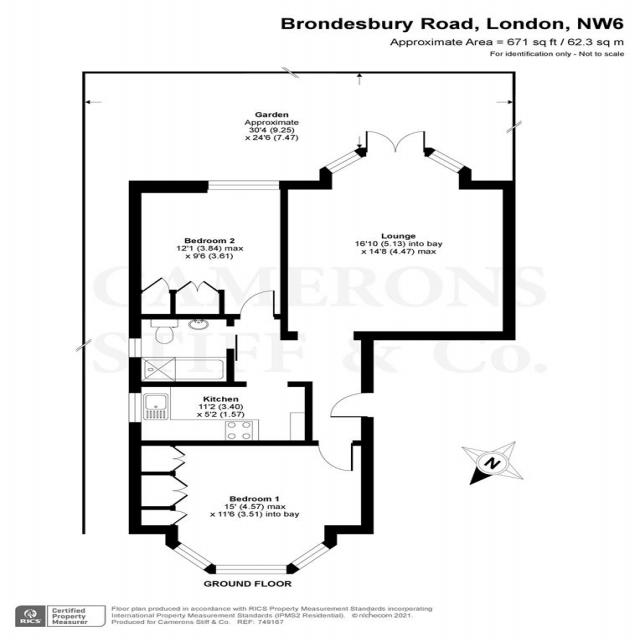 Brondesbury Road, London, NW6
Approximate Area = 671 sq ft / 62.3 sq m
For identification only - Not to scale
Garden
Approximate
30'4 (9.25)
x 24'6 (7.47)
Lounge
16'10 (5.13) into bay
x 14'8 (4.47) max
Bedroom 2
12'1 (3.84) max
x 9'6 (3.61)
CAMERONS
STIFF & Co.
Kitchen
11'2 (3.40)
x 5'2 (1.57)
N
Bedroom 1
15' (4.57) max
x 11'6 (3.51) into bay
GROUND FLOOR
RICS
Certified
Property
Measurer
Floor plan produced in accordance with RICS Property Measurement Standards incorporating
International Property Measurement Standards (IPMS2 Residential). © nichecom 2021.
Produced for Camerons Stiff & Co. REF: 749167